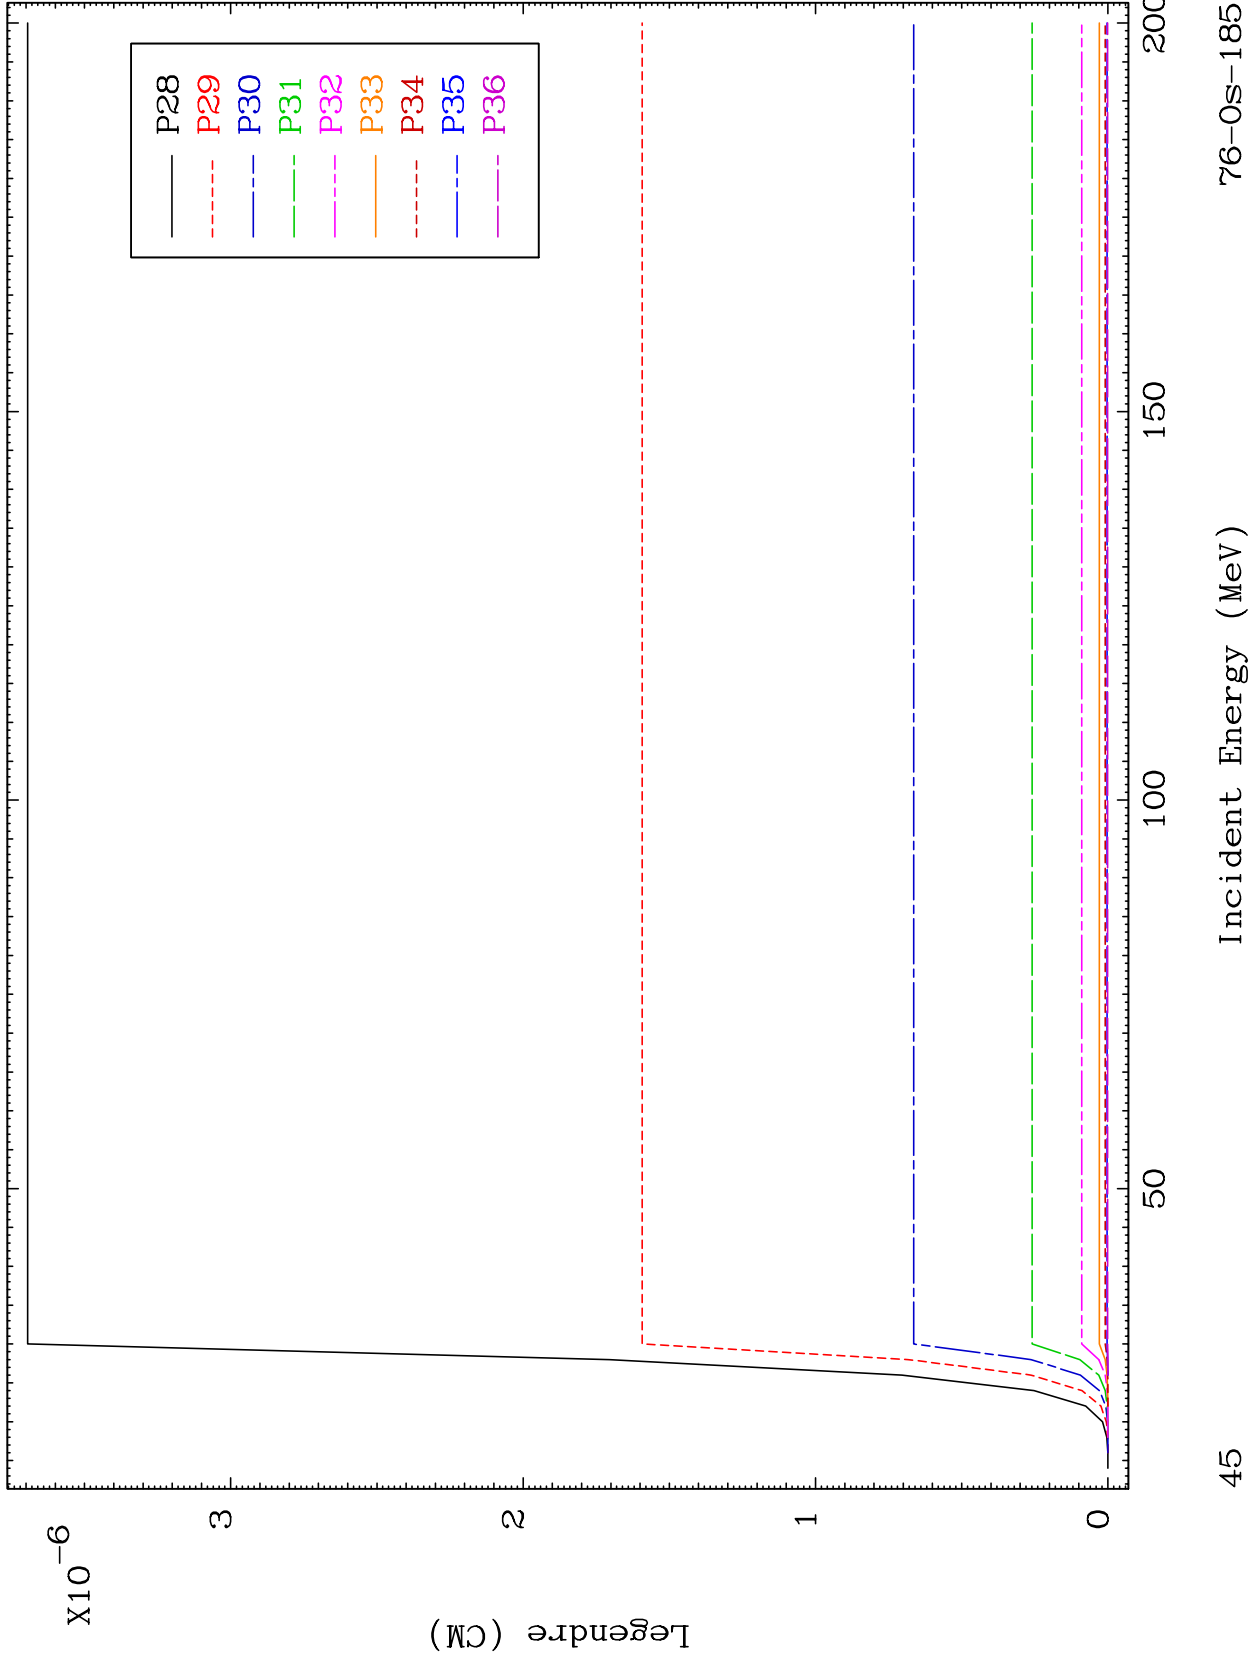 X10-6
Legendre (CM)
3
2
1
0
P28
P29
P30
P31
P32
P33
P34
P35
P36
50
100
150
200
Incident Energy (MeV)
45
76-Os-185